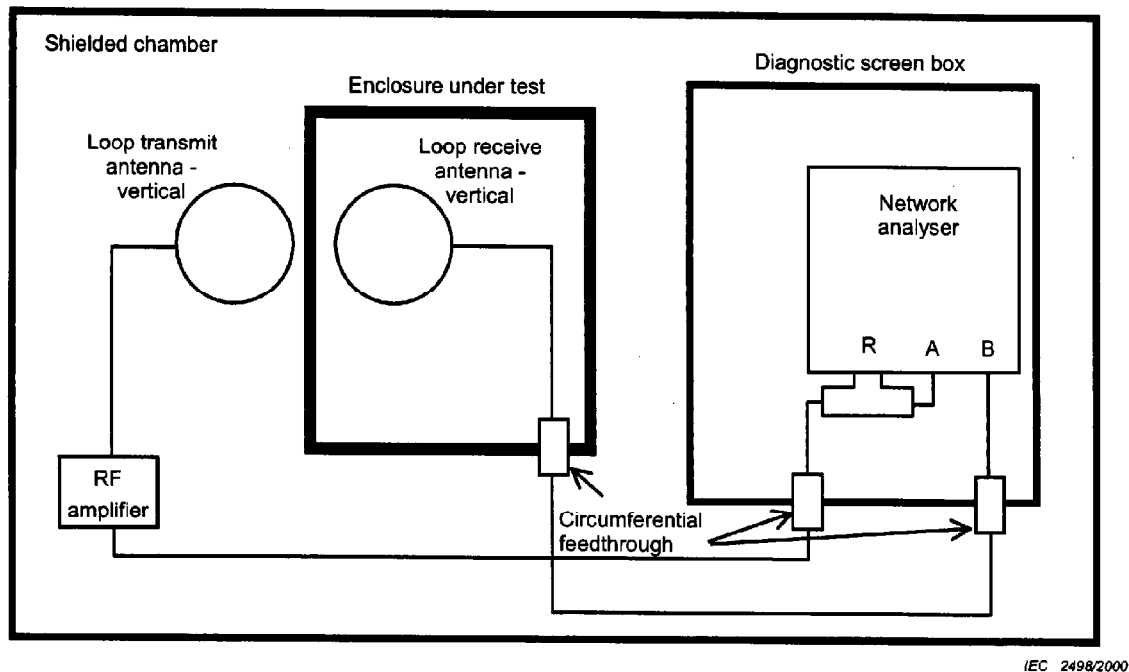 Shielded chamber
Diagnostic screen box
Enclosure under test
Loop transmit
antenna -
vertical
Loop receive
antenna -
vertical
Network
analyser
R A B
RF
amplifier
Circumferential
feedthrough
IEC 2498/2000